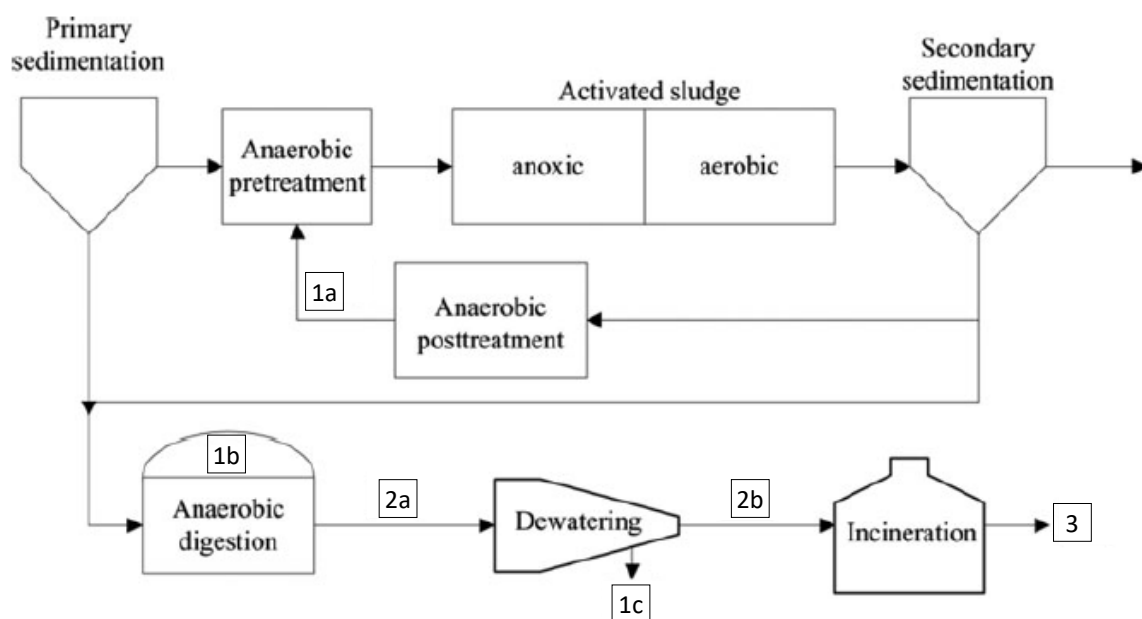 Primary
sedimentation
Secondary
sedimentation
Activated sludge
Anaerobic
pretreatment
anoxic
aerobic
1a
Anaerobic
posttreatment
1b
Anaerobic
digestion
2a
Dewatering
2b
Incineration
3
1c